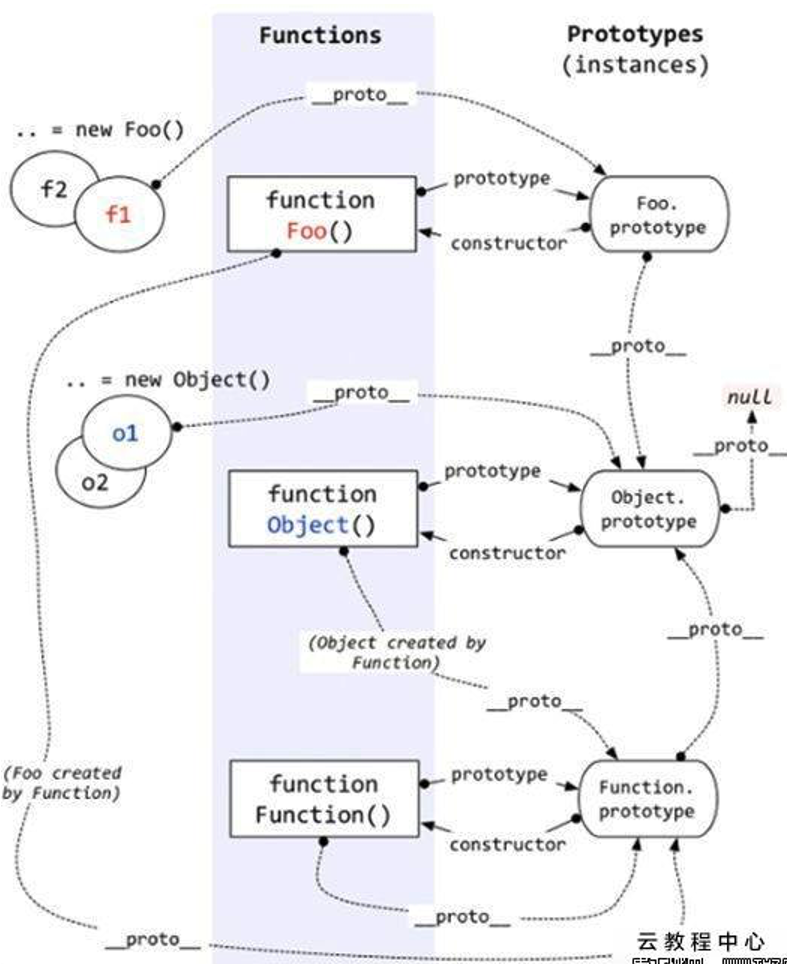 Functions
Prototypes
(instances)
__proto__
.. = new Foo()
f2
f1
function
Foo()
prototype
constructor
Foo.
prototype
__proto__
.. = new Object()
__proto__
null
__proto__
o1
o2
function
Object()
prototype
constructor
Object.
prototype
(Object created by
Function)
__proto__
__proto__
(Foo created
by Function)
function
Function()
prototype
constructor
Function.
prototype
__proto__
__proto__
云教程中心